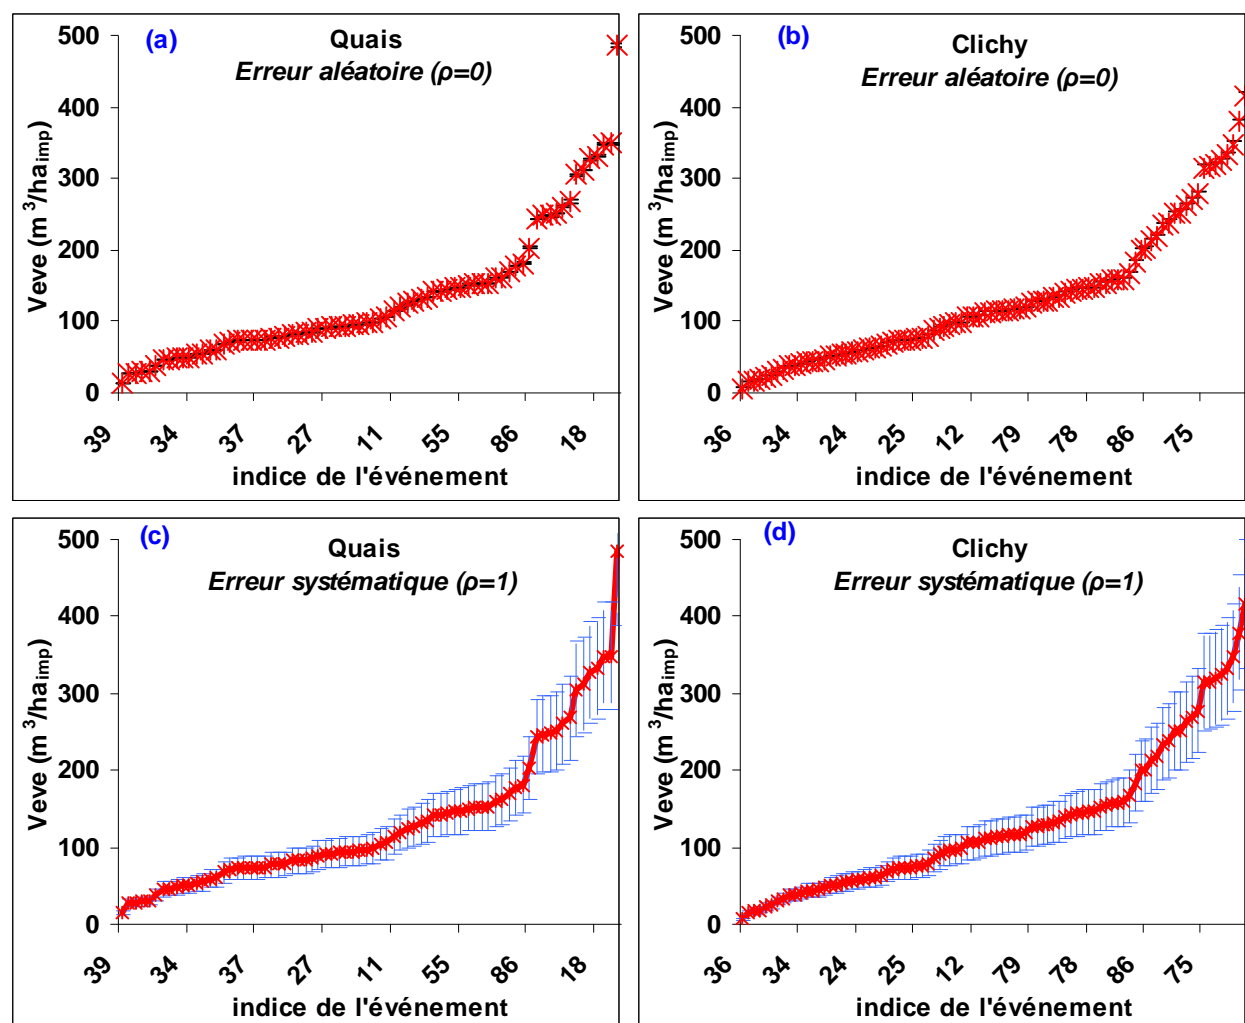 (a)
Quais
Erreur aléatoire (ρ=0)
Veve (m³/haimp)
500
400
300
200
100
0
39
34
37
27
11
55
86
18
indice de l'événement
(b)
Clichy
Erreur aléatoire (ρ=0)
Veve (m³/haimp)
500
400
300
200
100
0
36
34
24
25
12
79
78
86
75
indice de l'événement
(c)
Quais
Erreur systématique (ρ=1)
Veve (m³/haimp)
500
400
300
200
100
0
39
34
37
27
11
55
86
18
indice de l'événement
(d)
Clichy
Erreur systématique (ρ=1)
Veve (m³/haimp)
500
400
300
200
100
0
36
34
24
25
12
79
78
86
75
indice de l'événement